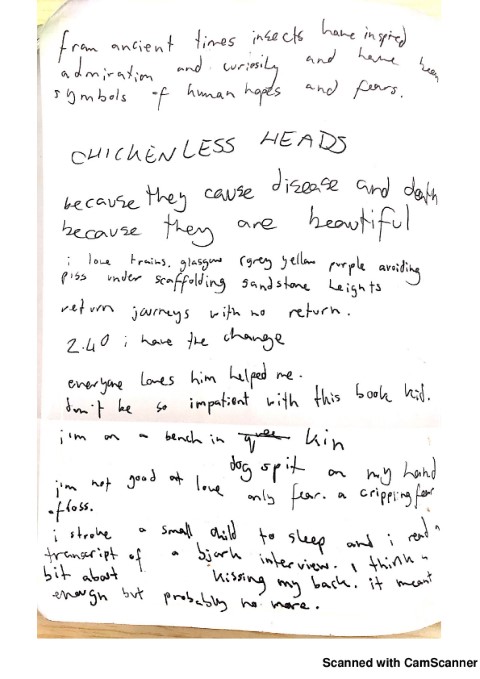 from ancient times insects have inspired
admiration and curiosity and have been
symbols of human hopes and fears.
CHICKENLESS HEADS
because they cause disease and death
because they are beautiful
i love trains. glasgow grey yellow purple avoiding
piss under scaffolding sandstone heights
return journeys with no return.
2.40 i have the change
everyone loves him helped me.
don't be so impatient with this book kid.
i'm on a bench in kin
dog spit on my hand
i'm not good at love only fear. a crippling fear
of loss.
i stroke a small child to sleep and i read a
transcript of a bjork interview. i think a
bit about kissing my back. it meant
enough but probably no more.
Scanned with CamScanner